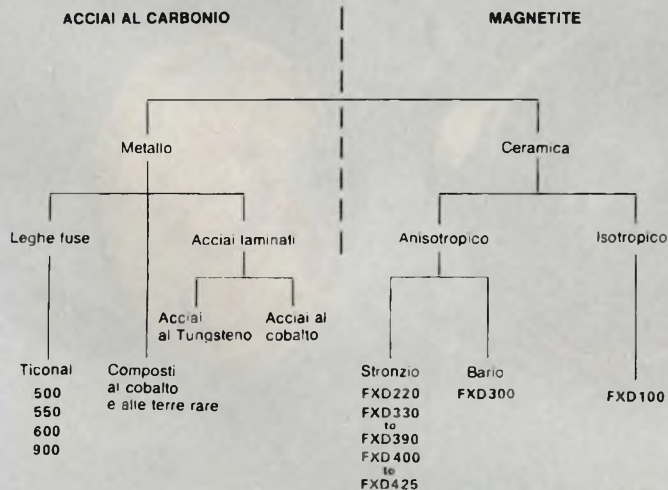 ACCIAI AL CARBONIO
MAGNETITE
Metallo
Ceramica
Leghe fuse
Acciai laminati
Anisotropico
Isotropico
Acciai
al Tungsteno
Acciai al
cobalto
Ticonal
500
550
600
900
Composti
al cobalto
e alle terre rare
Stronzio
FXD220
FXD330
to
FXD390
FXD400
to
FXD425
Bario
FXD300
FXD100